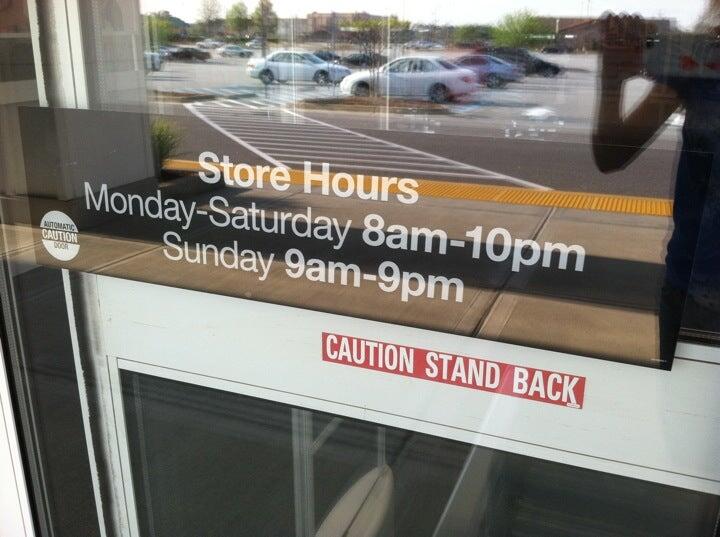 Store Hours
Monday-Saturday 8am-10pm
Sunday 9am-9pm
AUTOMATIC
CAUTION
DOOR
CAUTION STAND BACK